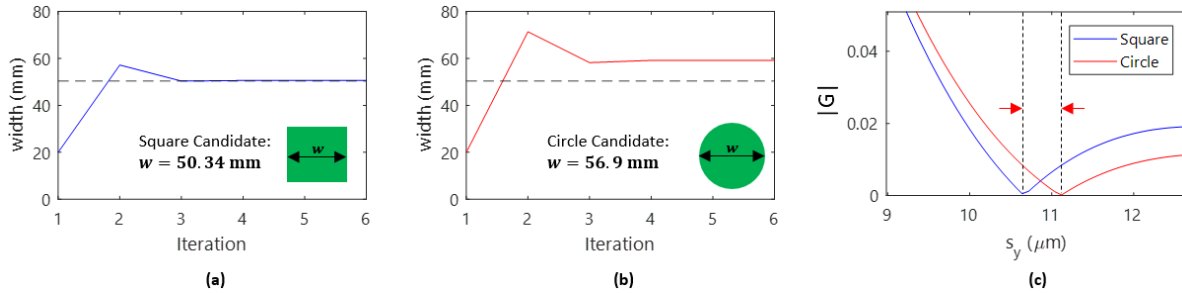 80
60
40
20
0
width (mm)
Square Candidate:
w = 50.34 mm
w
1 2 3 4 5 6
Iteration
(a)
80
60
40
20
0
width (mm)
Circle Candidate:
w = 56.9 mm
w
1 2 3 4 5 6
Iteration
(b)
0.04
0.02
0
|G|
Square
Circle
9 10 11 12
s_y (μm)
(c)